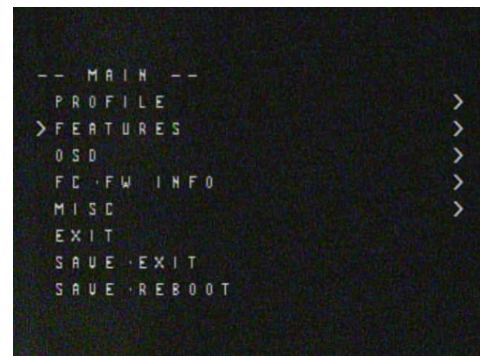 -- MAIN --
PROFILE >
>FEATURES >
OSD >
FC·FW INFO >
MISC >
EXIT
SAVE·EXIT
SAVE·REBOOT